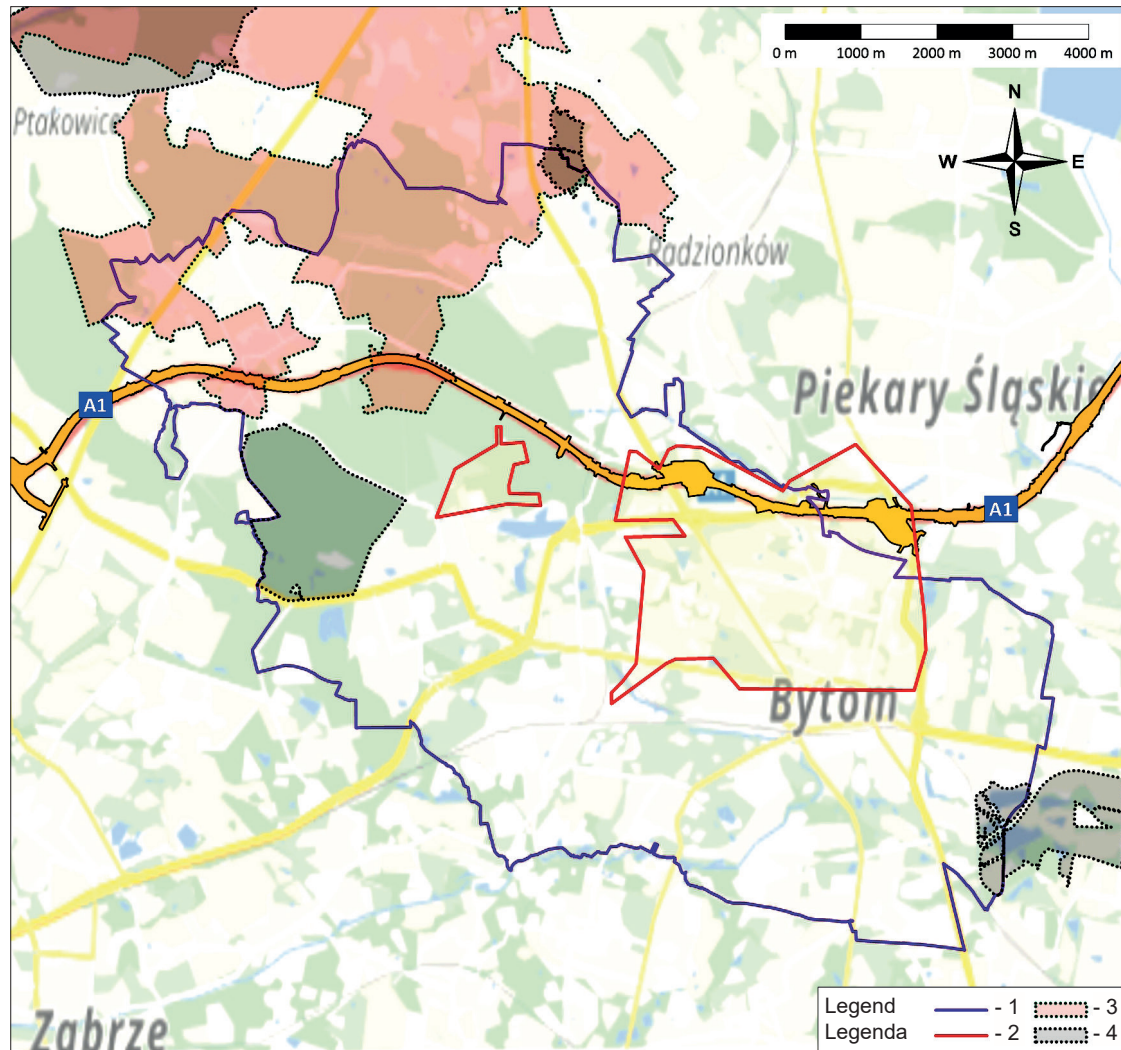 0 m 1000 m 2000 m 3000 m 4000 m
N
W E
S
Ptakowice
Radzionków
Piekary Śląskie
A1
A1
Bytom
Zabrze
Legend - 1 - 3
Legenda - 2 - 4